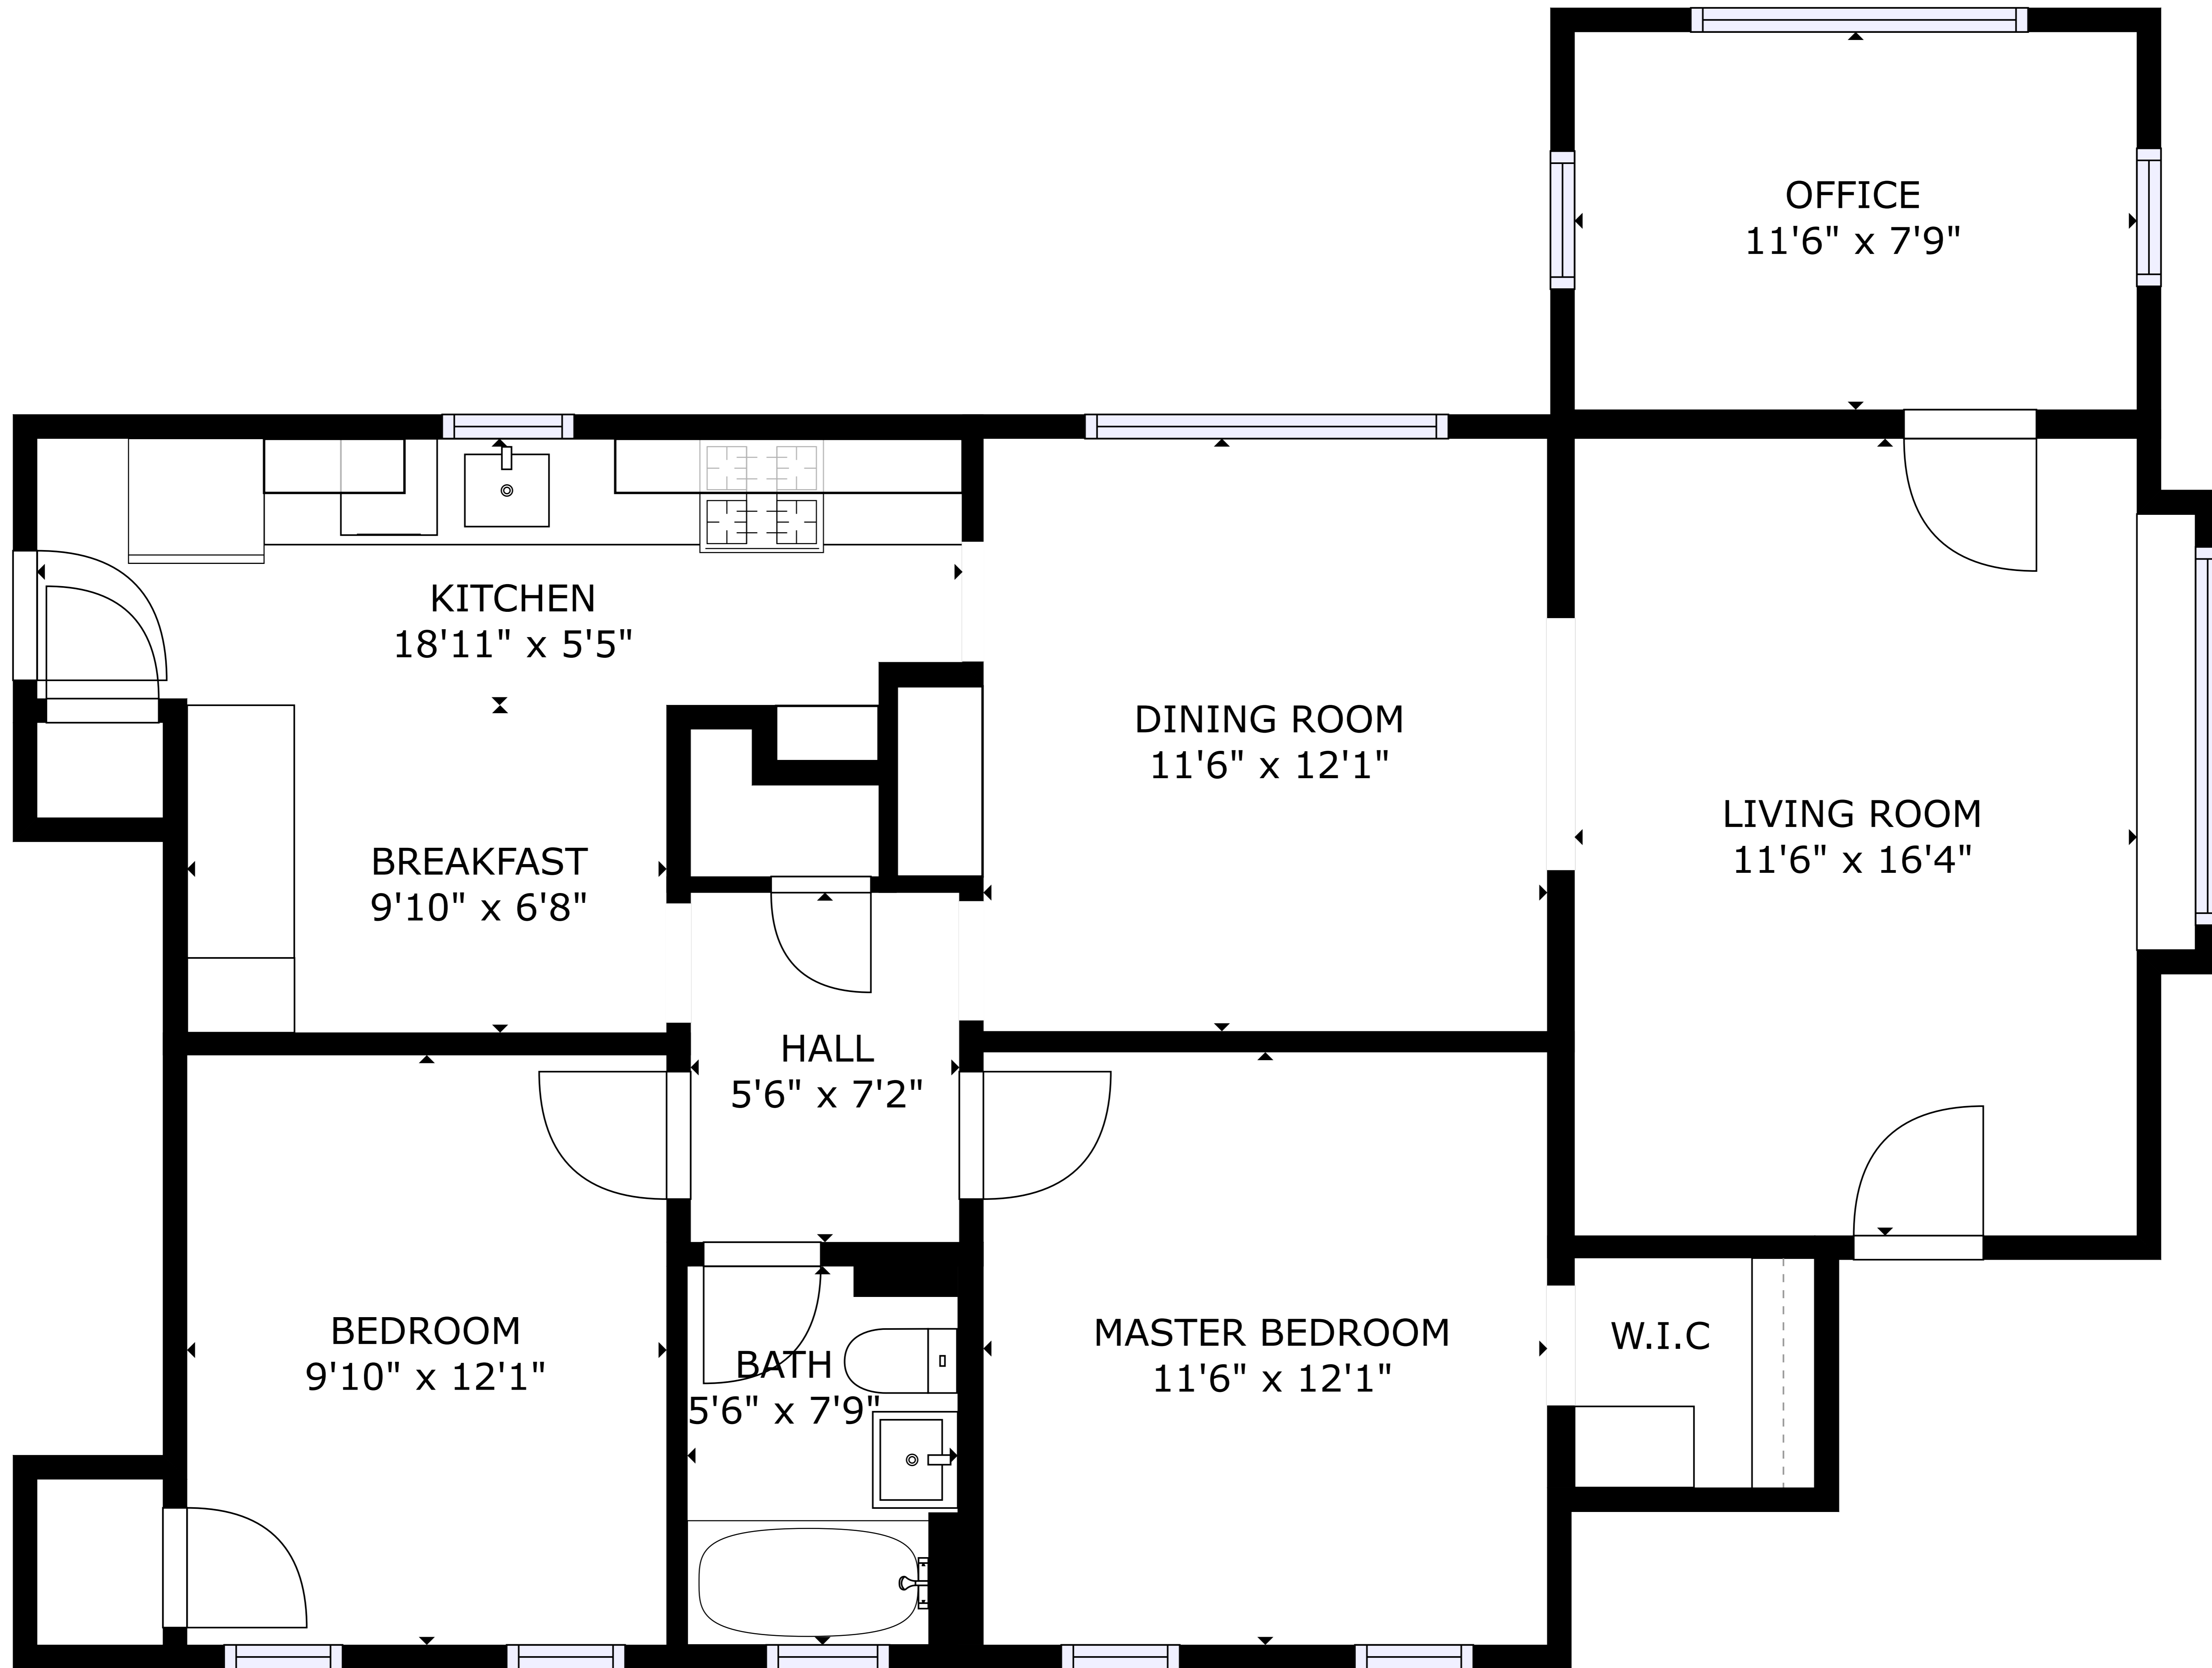 OFFICE
11'6" x 7'9"
KITCHEN
18'11" x 5'5"
DINING ROOM
11'6" x 12'1"
LIVING ROOM
11'6" x 16'4"
BREAKFAST
9'10" x 6'8"
HALL
5'6" x 7'2"
BEDROOM
9'10" x 12'1"
BATH
5'6" x 7'9"
MASTER BEDROOM
11'6" x 12'1"
W.I.C